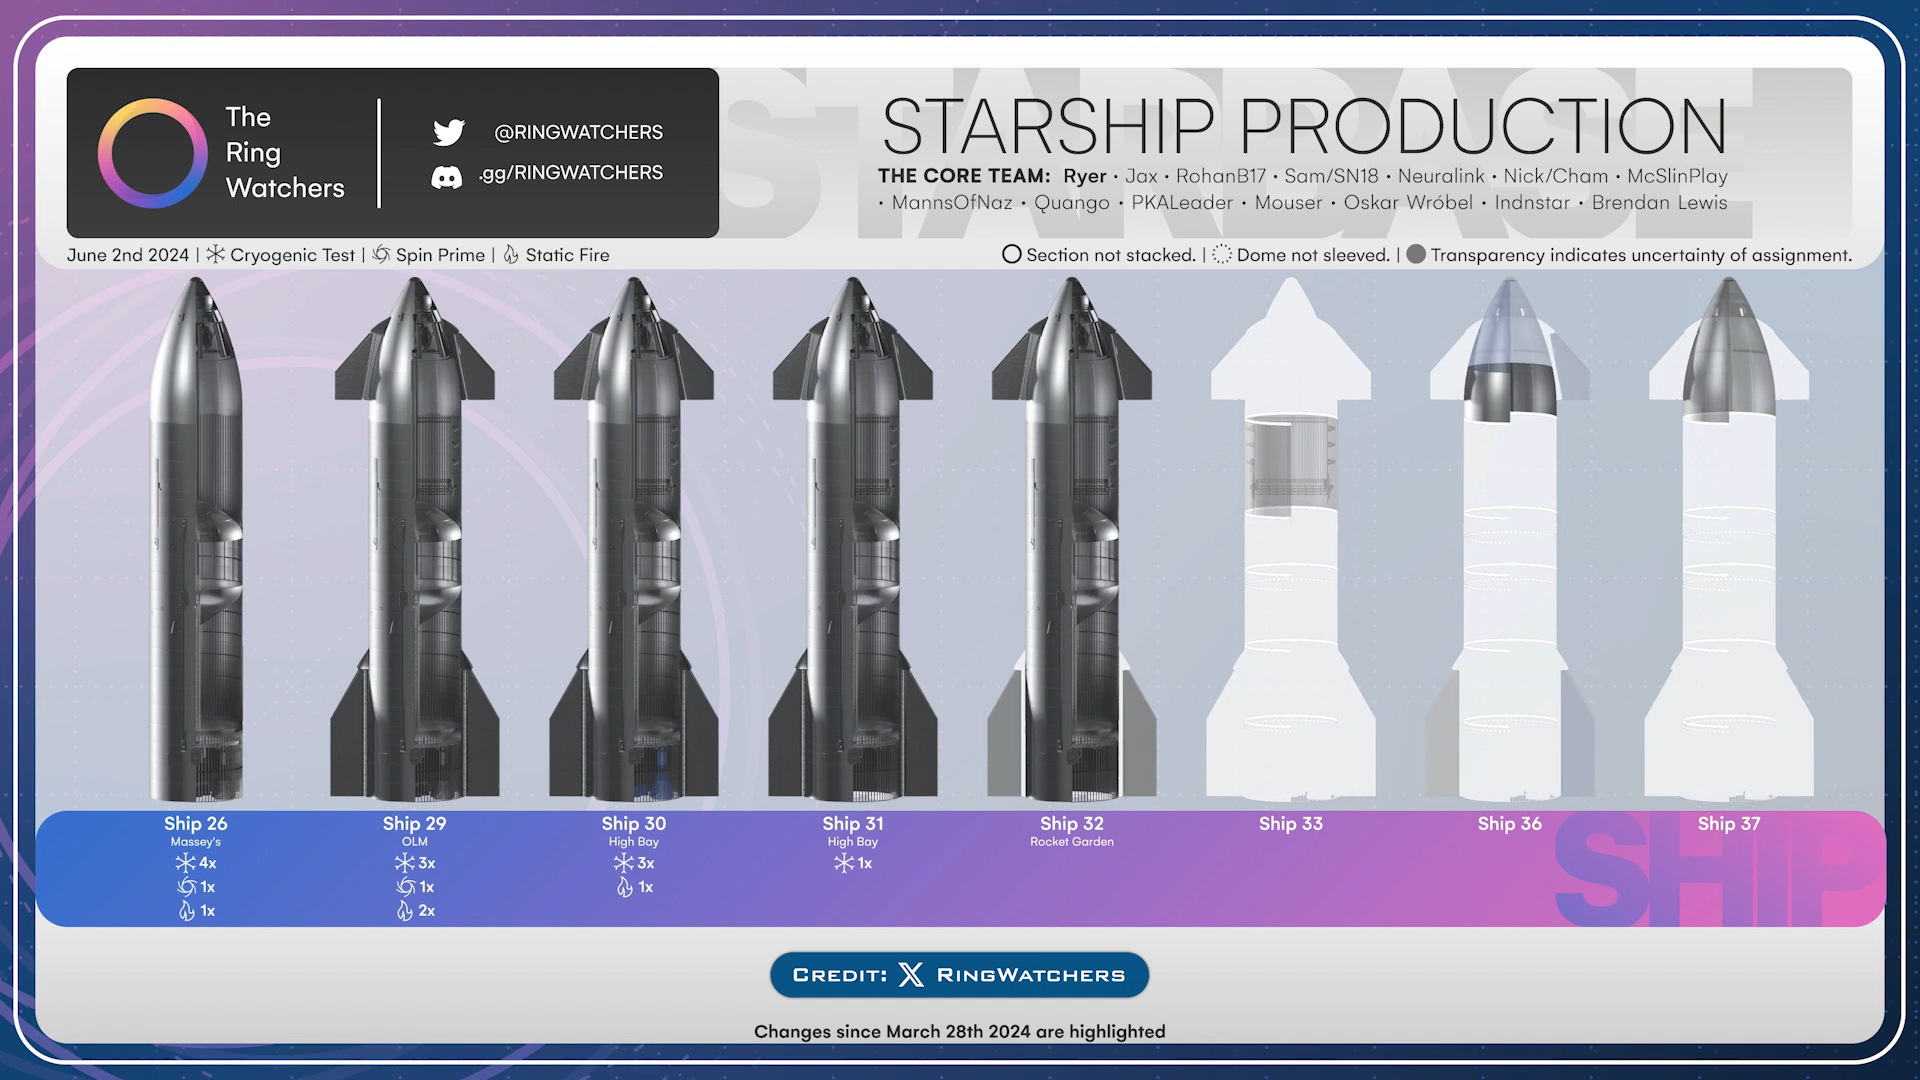 STARBASE
The
Ring
Watchers
@RINGWATCHERS
.gg/RINGWATCHERS
STARSHIP PRODUCTION
THE CORE TEAM: Ryer · Jax · RohanB17 · Sam/SN18 · Neuralink · Nick/Cham · McSlinPlay
· MannsOfNaz · Quango · PKALeader · Mouser · Oskar Wróbel · Indnstar · Brendan Lewis
June 2nd 2024 | Cryogenic Test | Spin Prime | Static Fire
Section not stacked. | Dome not sleeved. | Transparency indicates uncertainty of assignment.
Ship 26
Massey's
4x
1x
1x
Ship 29
OLM
3x
1x
2x
Ship 30
High Bay
3x
1x
Ship 31
High Bay
1x
Ship 32
Rocket Garden
Ship 33
Ship 36
Ship 37
SHIP
CREDIT: X RINGWATCHERS
Changes since March 28th 2024 are highlighted